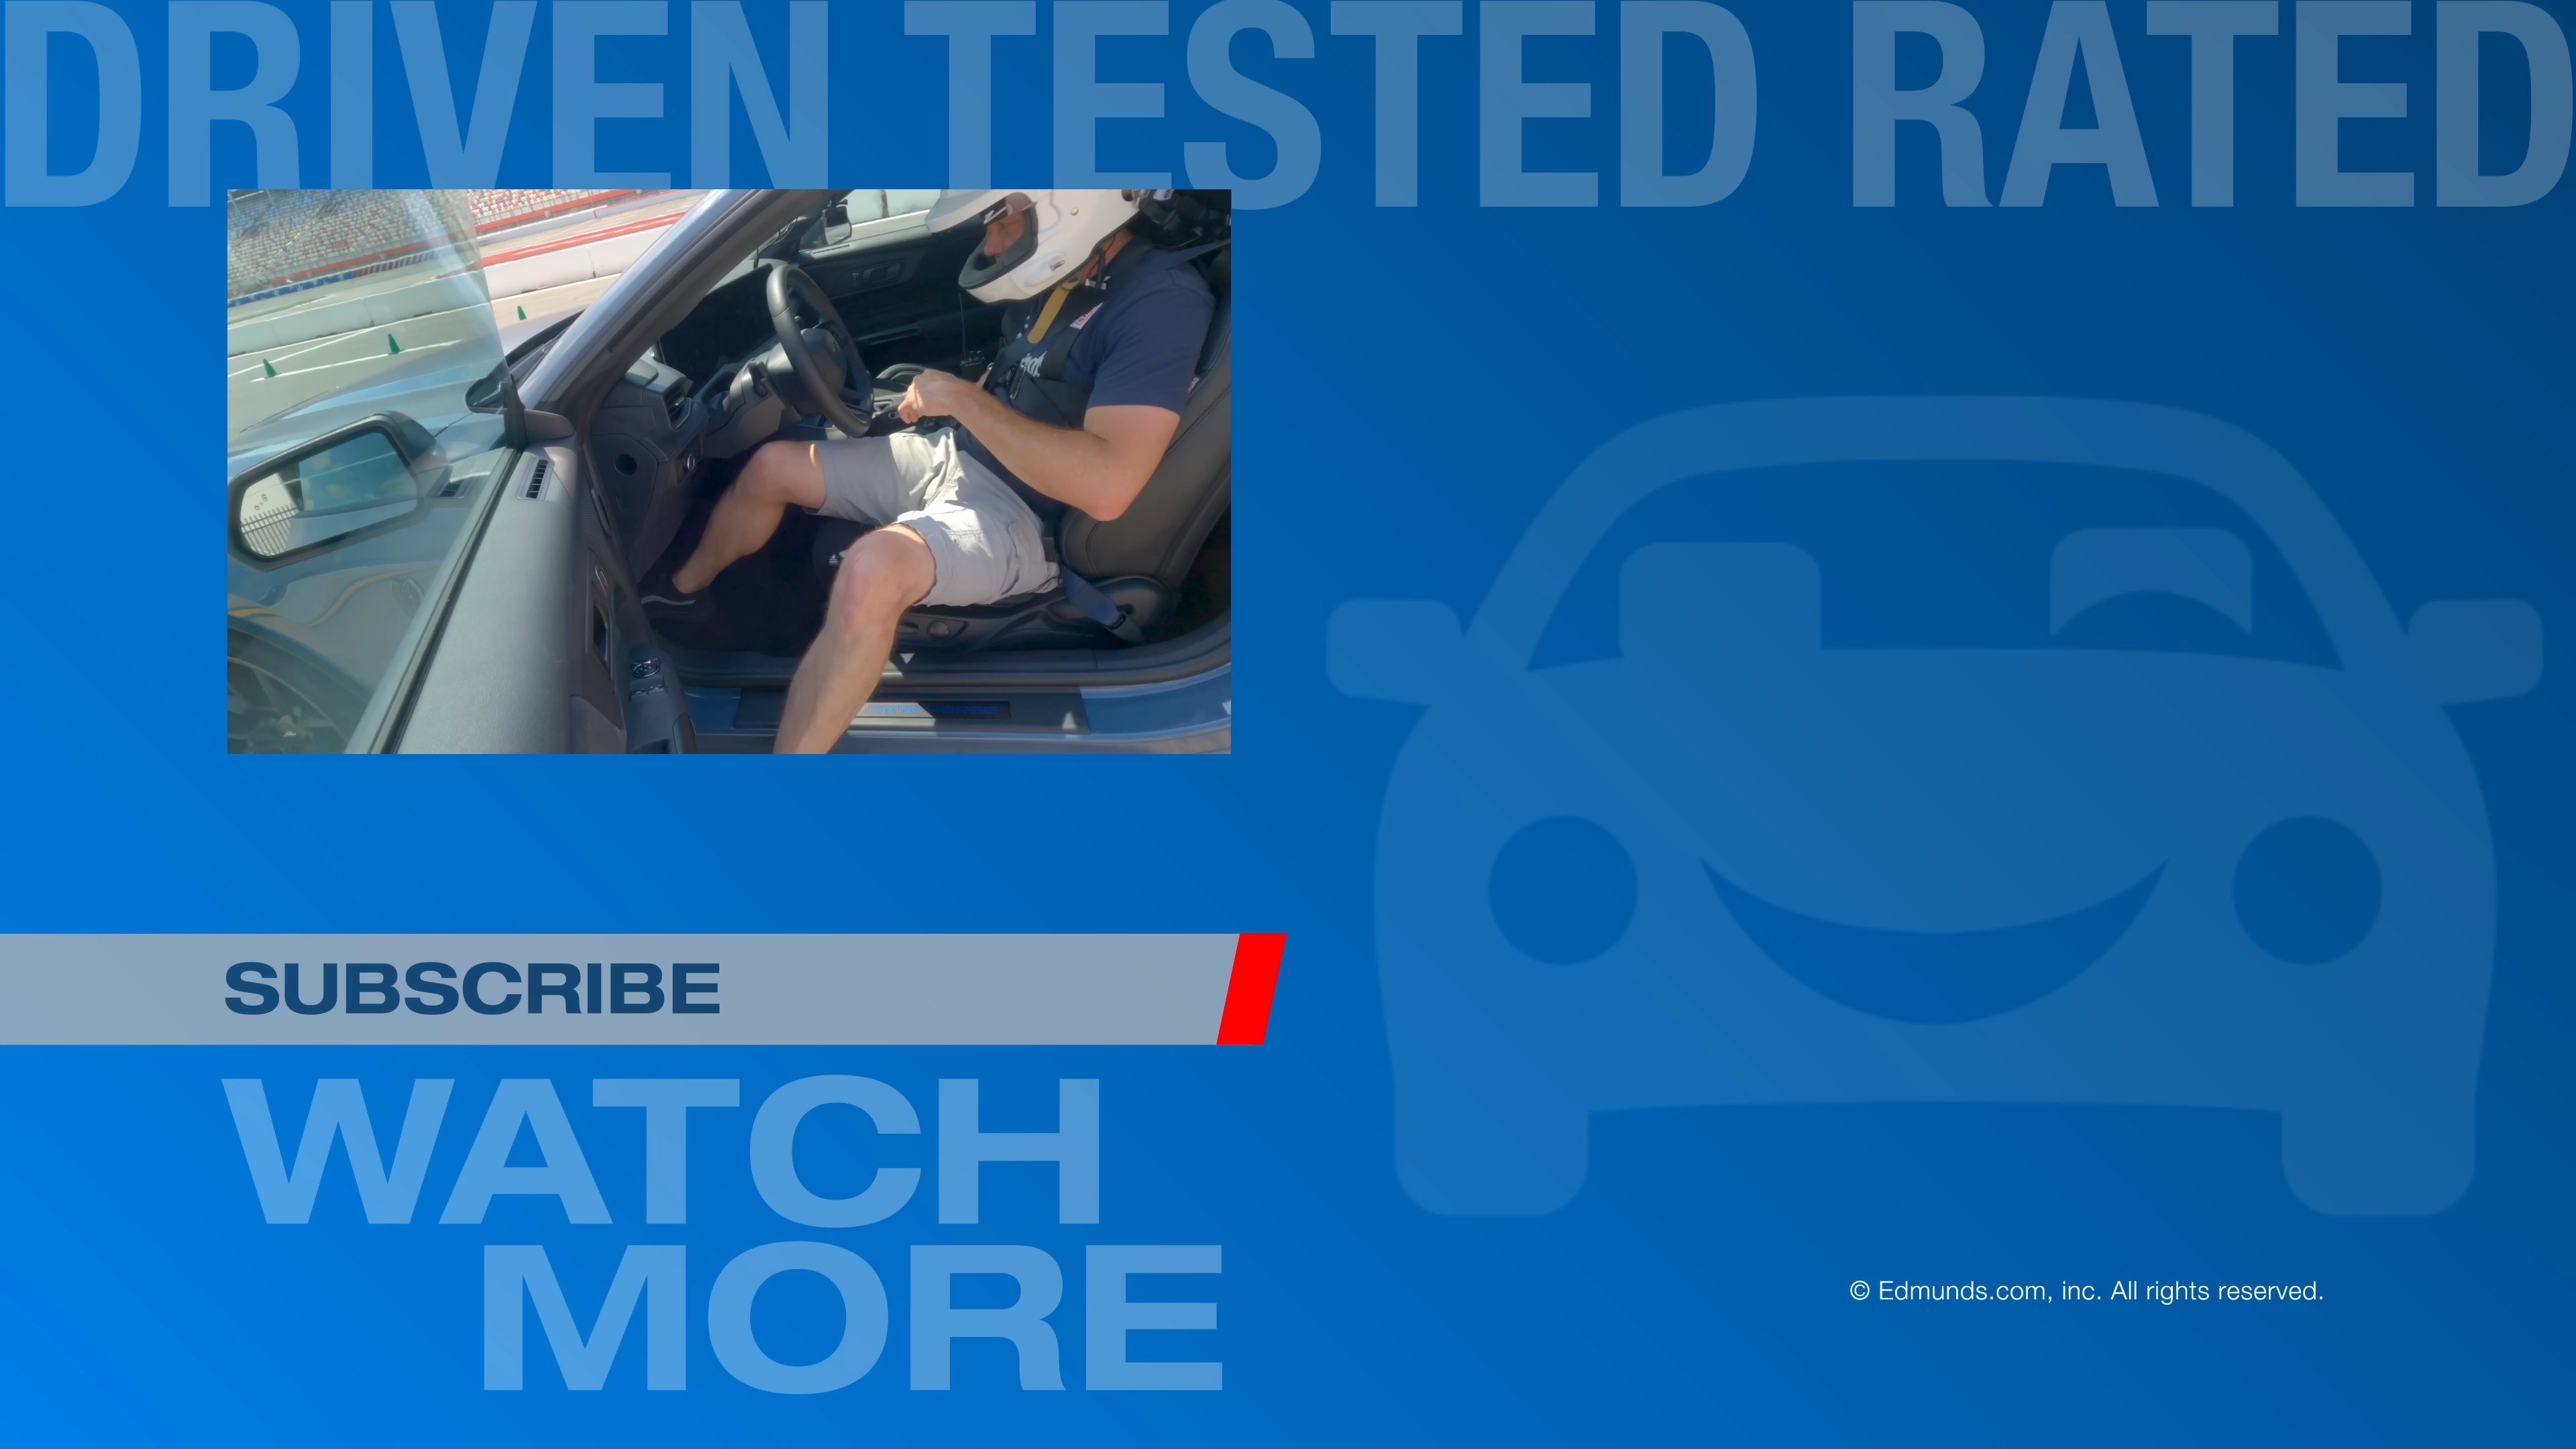 DRIVEN TESTED RATED
SUBSCRIBE
WATCH
MORE
© Edmunds.com, inc. All rights reserved.